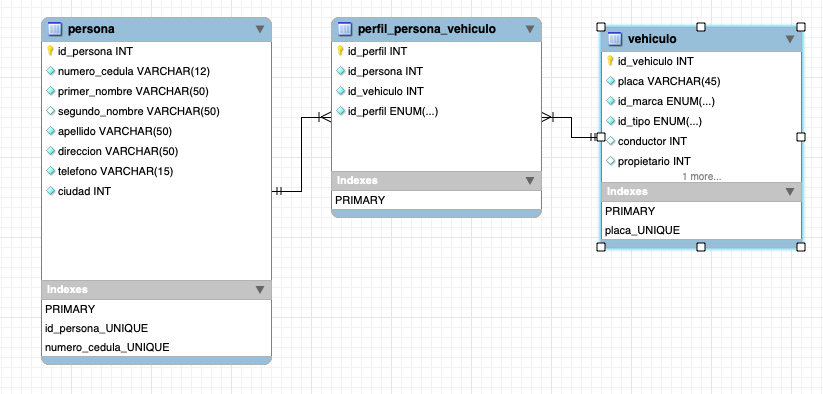 persona
id_persona INT
numero_cedula VARCHAR(12)
primer_nombre VARCHAR(50)
segundo_nombre VARCHAR(50)
apellido VARCHAR(50)
direccion VARCHAR(50)
telefono VARCHAR(15)
ciudad INT
Indexes
PRIMARY
id_persona_UNIQUE
numero_cedula_UNIQUE
perfil_persona_vehiculo
id_perfil INT
id_persona INT
id_vehiculo INT
id_perfil ENUM(...)
Indexes
PRIMARY
vehiculo
id_vehiculo INT
placa VARCHAR(45)
id_marca ENUM(...)
id_tipo ENUM(...)
conductor INT
propietario INT
1 more...
Indexes
PRIMARY
placa_UNIQUE